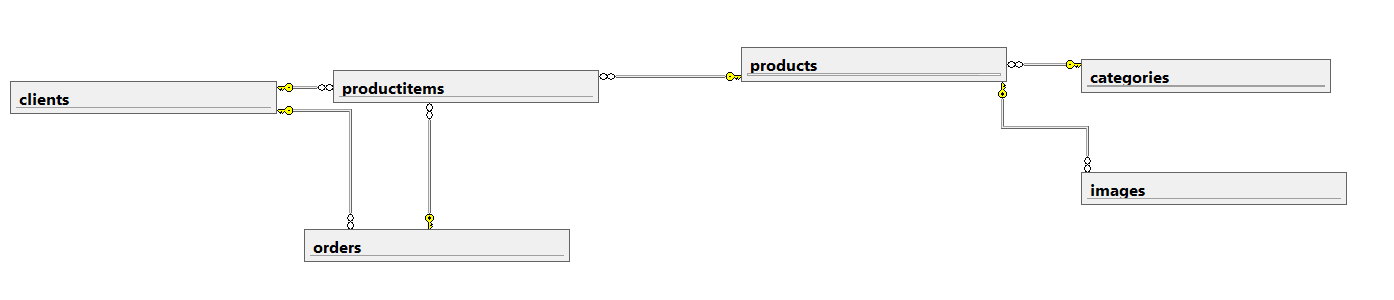 clients
productitems
products
categories
images
orders